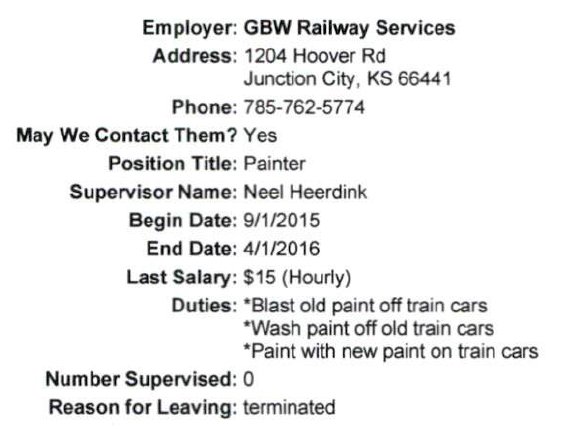 Employer: GBW Railway Services
Address: 1204 Hoover Rd
Junction City, KS 66441
Phone: 785-762-5774
May We Contact Them? Yes
Position Title: Painter
Supervisor Name: Neel Heerdink
Begin Date: 9/1/2015
End Date: 4/1/2016
Last Salary: $15 (Hourly)
Duties: *Blast old paint off train cars
*Wash paint off old train cars
*Paint with new paint on train cars
Number Supervised: 0
Reason for Leaving: terminated